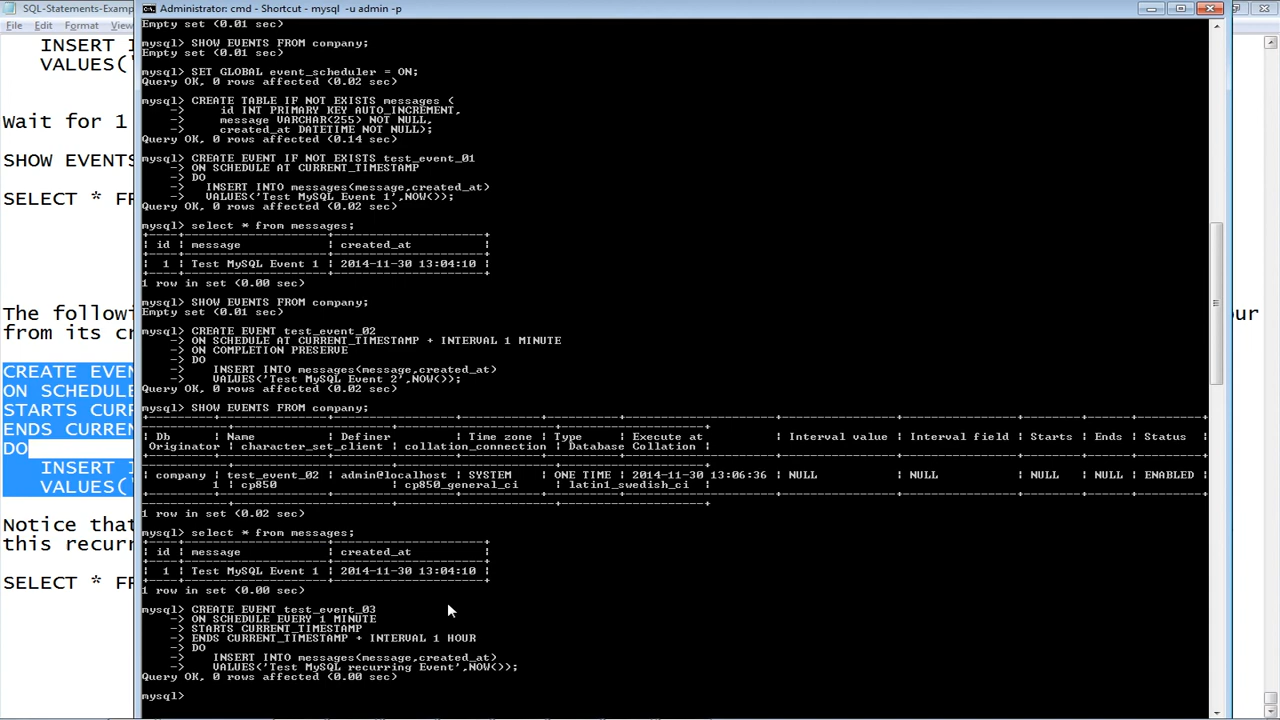 SQL-Statements-Examp
File Edit Format View
INSERT I
VALUES('
Wait for 1
SHOW EVENTS
SELECT * FR
The followi
our
from its cr
CREATE EVEN
ON SCHEDULE
STARTS CURR
ENDS CURREN
DO
INSERT I
VALUES('
Notice that
this recurr
SELECT * FR
Administrator: cmd - Shortcut - mysql -u admin -p
Empty set (0.01 sec)
mysql> SHOW EVENTS FROM company;
Empty set (0.01 sec)
mysql> SET GLOBAL event_scheduler = ON;
Query OK, 0 rows affected (0.02 sec)
mysql> CREATE TABLE IF NOT EXISTS messages (
-> id INT PRIMARY KEY AUTO_INCREMENT,
-> message VARCHAR(255) NOT NULL,
-> created_at DATETIME NOT NULL);
Query OK, 0 rows affected (0.14 sec)
mysql> CREATE EVENT IF NOT EXISTS test_event_01
-> ON SCHEDULE AT CURRENT_TIMESTAMP
-> DO
-> INSERT INTO messages(message,created_at)
-> VALUES('Test MySQL Event 1',NOW());
Query OK, 0 rows affected (0.02 sec)
mysql> select * from messages;
| id | message | created_at |
| 1 | Test MySQL Event 1 | 2014-11-30 13:04:10 |
1 row in set (0.00 sec)
mysql> SHOW EVENTS FROM company;
Empty set (0.01 sec)
mysql> CREATE EVENT test_event_02
-> ON SCHEDULE AT CURRENT_TIMESTAMP + INTERVAL 1 MINUTE
-> ON COMPLETION PRESERVE
-> DO
-> INSERT INTO messages(message,created_at)
-> VALUES('Test MySQL Event 2',NOW());
Query OK, 0 rows affected (0.02 sec)
mysql> SHOW EVENTS FROM company;
| Db | Name | Definer | Time zone | Type | Execute at | Interval value | Interval field | Starts | Ends | Status |
Originator | character_set_client | collation_connection | Database Collation |
| company | test_event_02 | admin@localhost | SYSTEM | ONE TIME | 2014-11-30 13:06:36 | NULL | NULL | NULL | NULL | ENABLED |
1 | cp850 | cp850_general_ci | latin1_swedish_ci |
1 row in set (0.02 sec)
mysql> select * from messages;
| id | message | created_at |
| 1 | Test MySQL Event 1 | 2014-11-30 13:04:10 |
1 row in set (0.00 sec)
mysql> CREATE EVENT test_event_03
-> ON SCHEDULE EVERY 1 MINUTE
-> STARTS CURRENT_TIMESTAMP
-> ENDS CURRENT_TIMESTAMP + INTERVAL 1 HOUR
-> DO
-> INSERT INTO messages(message,created_at)
-> VALUES('Test MySQL recurring Event',NOW());
Query OK, 0 rows affected (0.00 sec)
mysql>